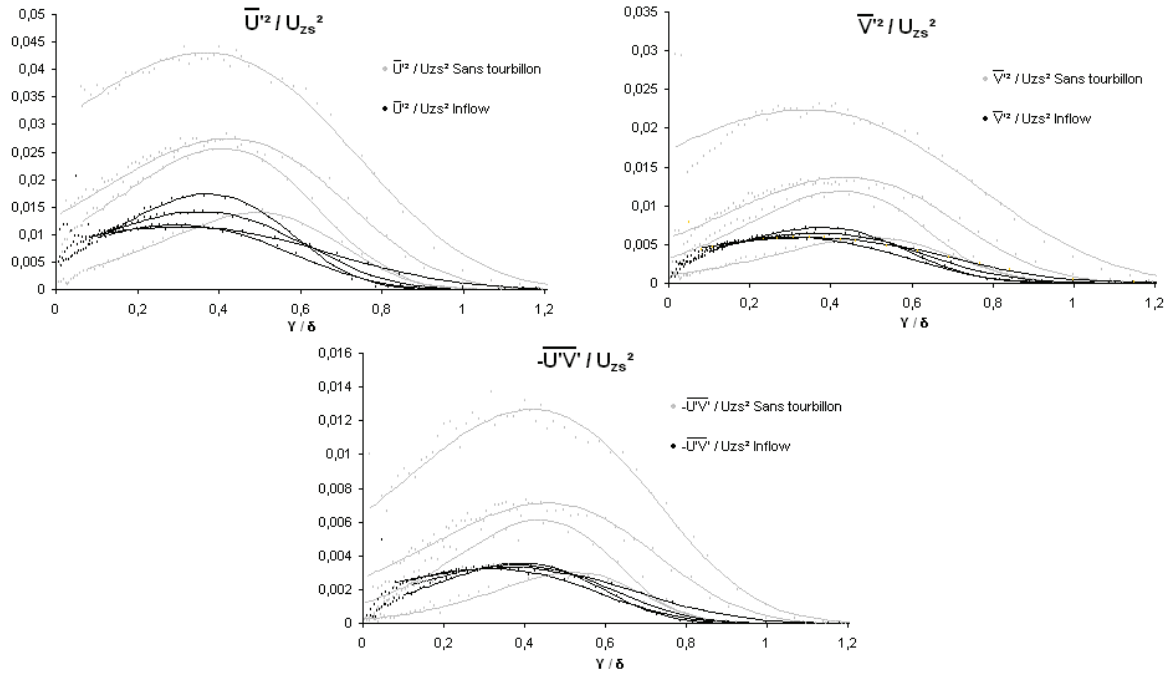 U̅'² / Uzs²
0,05
0,045
0,04
0,035
0,03
0,025
0,02
0,015
0,01
0,005
0
0 0,2 0,4 0,6 0,8 1 1,2
Y / δ
U̅'² / Uzs² Sans tourbillon
U̅'² / Uzs² Inflow
V̅'² / Uzs²
0,035
0,03
0,025
0,02
0,015
0,01
0,005
0
0 0,2 0,4 0,6 0,8 1 1,2
Y / δ
V̅'² / Uzs² Sans tourbillon
V̅'² / Uzs² Inflow
-U̅'̅V̅' / Uzs²
0,016
0,014
0,012
0,01
0,008
0,006
0,004
0,002
0
0 0,2 0,4 0,6 0,8 1 1,2
Y / δ
-U̅'̅V̅' / Uzs² Sans tourbillon
-U̅'̅V̅' / Uzs² Inflow